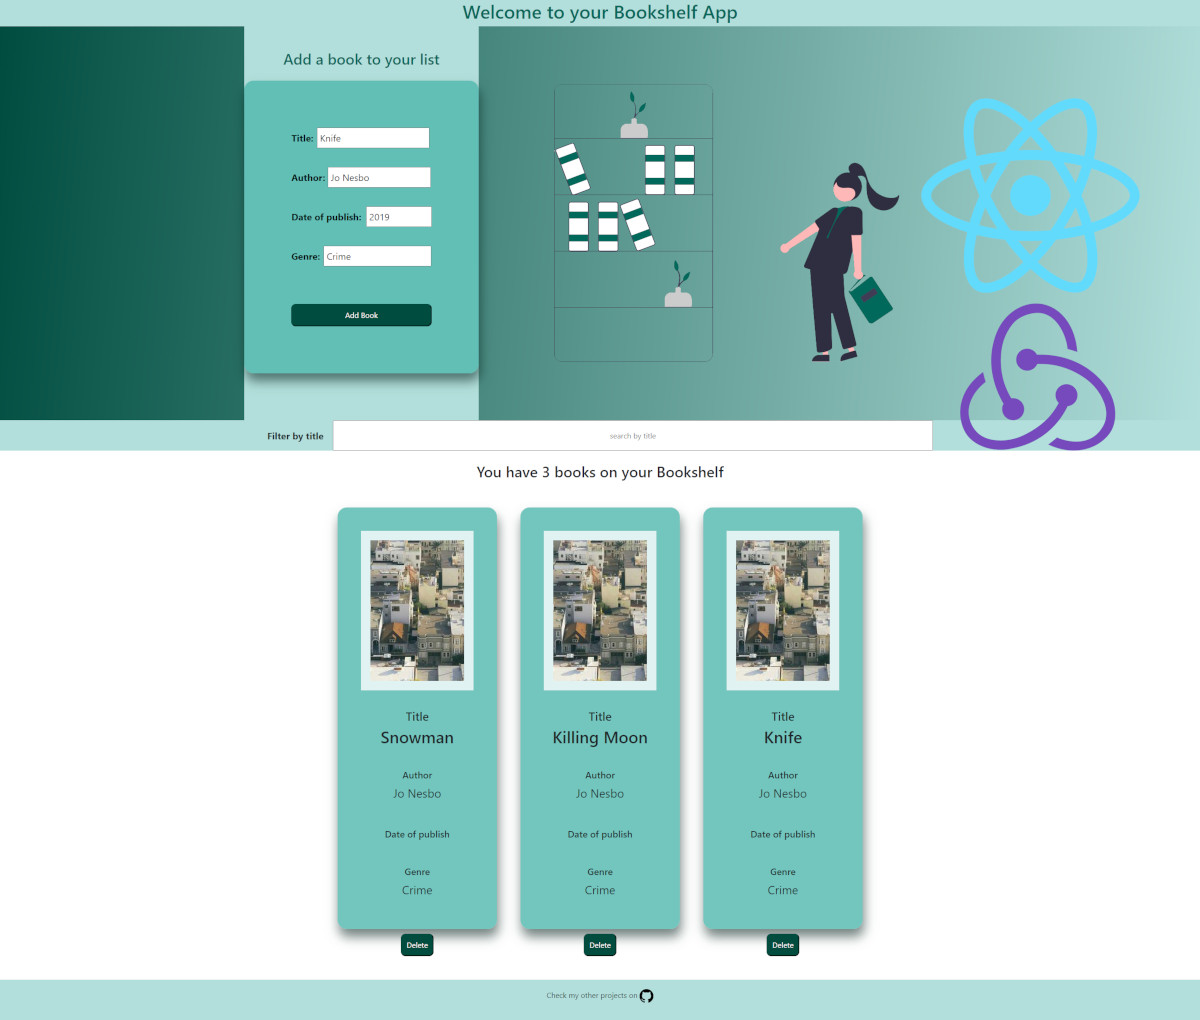 Welcome to your Bookshelf App
Add a book to your list
Title: Knife
Author: Jo Nesbo
Date of publish: 2019
Genre: Crime
Add Book
Filter by title search by title
You have 3 books on your Bookshelf
Title
Snowman
Author
Jo Nesbo
Date of publish
Genre
Crime
Delete
Title
Killing Moon
Author
Jo Nesbo
Date of publish
Genre
Crime
Delete
Title
Knife
Author
Jo Nesbo
Date of publish
Genre
Crime
Delete
Check my other projects on